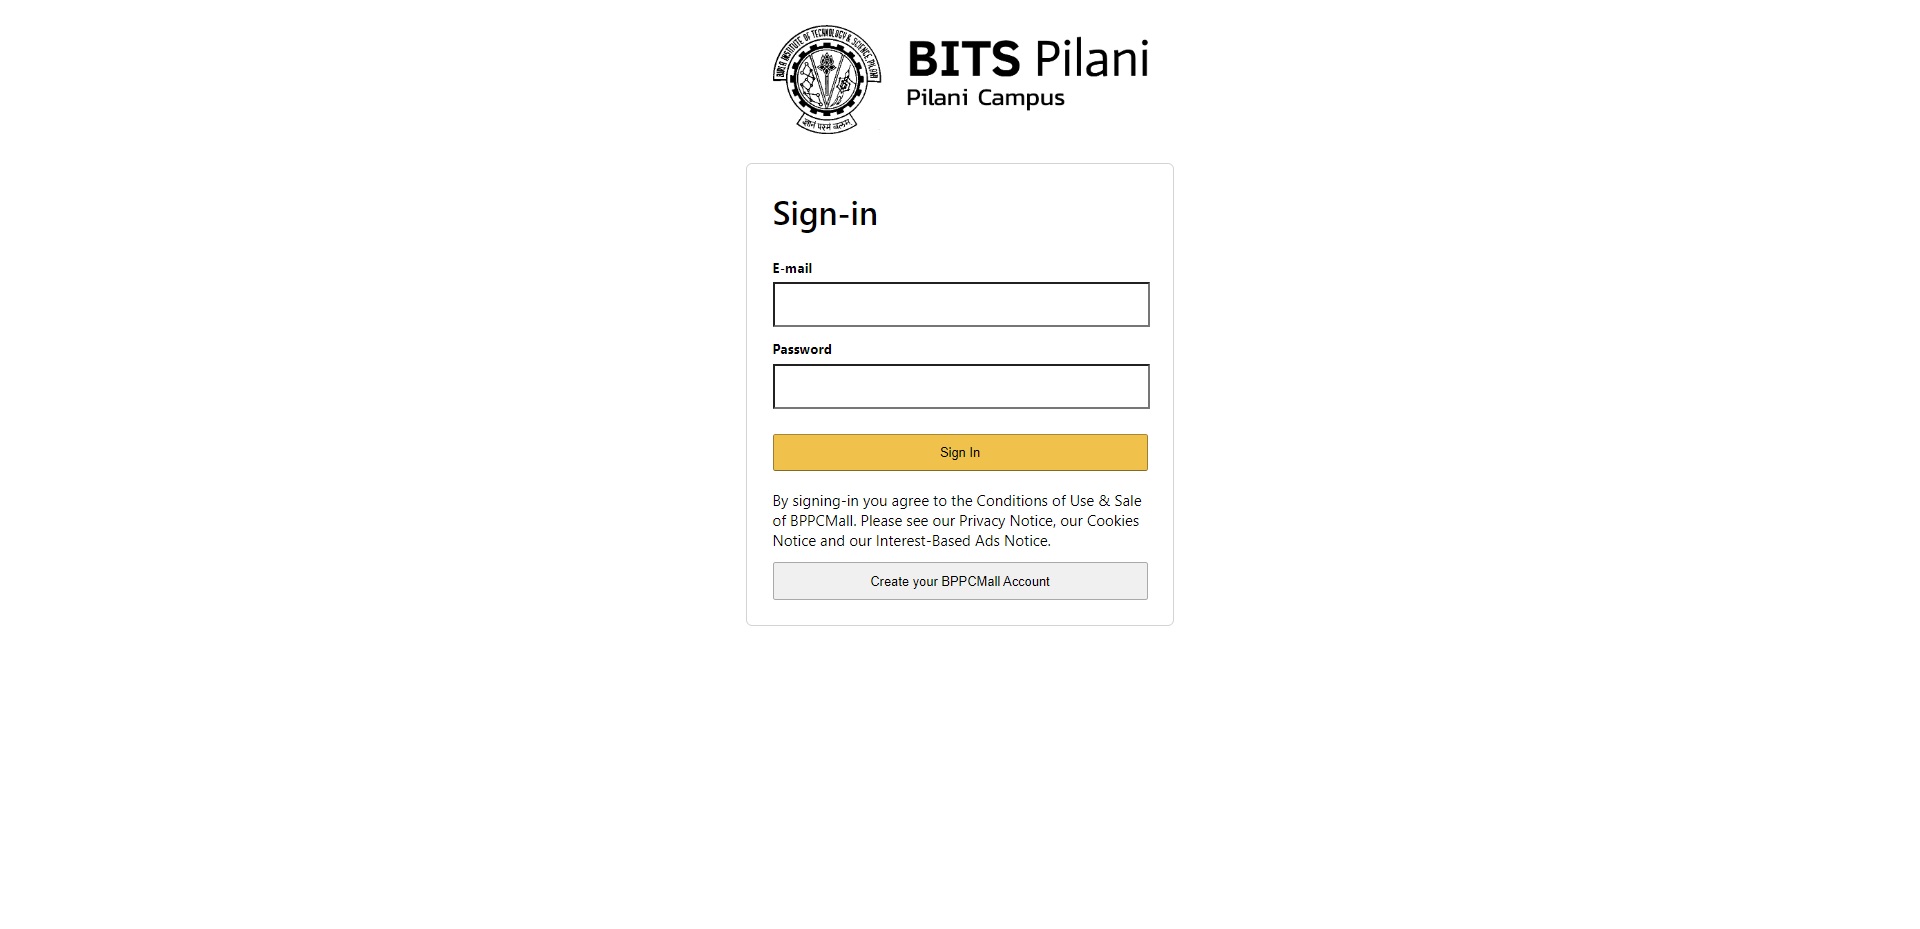 BIRLA INSTITUTE OF TECHNOLOGY & SCIENCE PILANI
ज्ञानं परमं बलम्
BITS Pilani
Pilani Campus
Sign-in
E-mail
Password
Sign In
By signing-in you agree to the Conditions of Use & Sale
of BPPCMall. Please see our Privacy Notice, our Cookies
Notice and our Interest-Based Ads Notice.
Create your BPPCMall Account